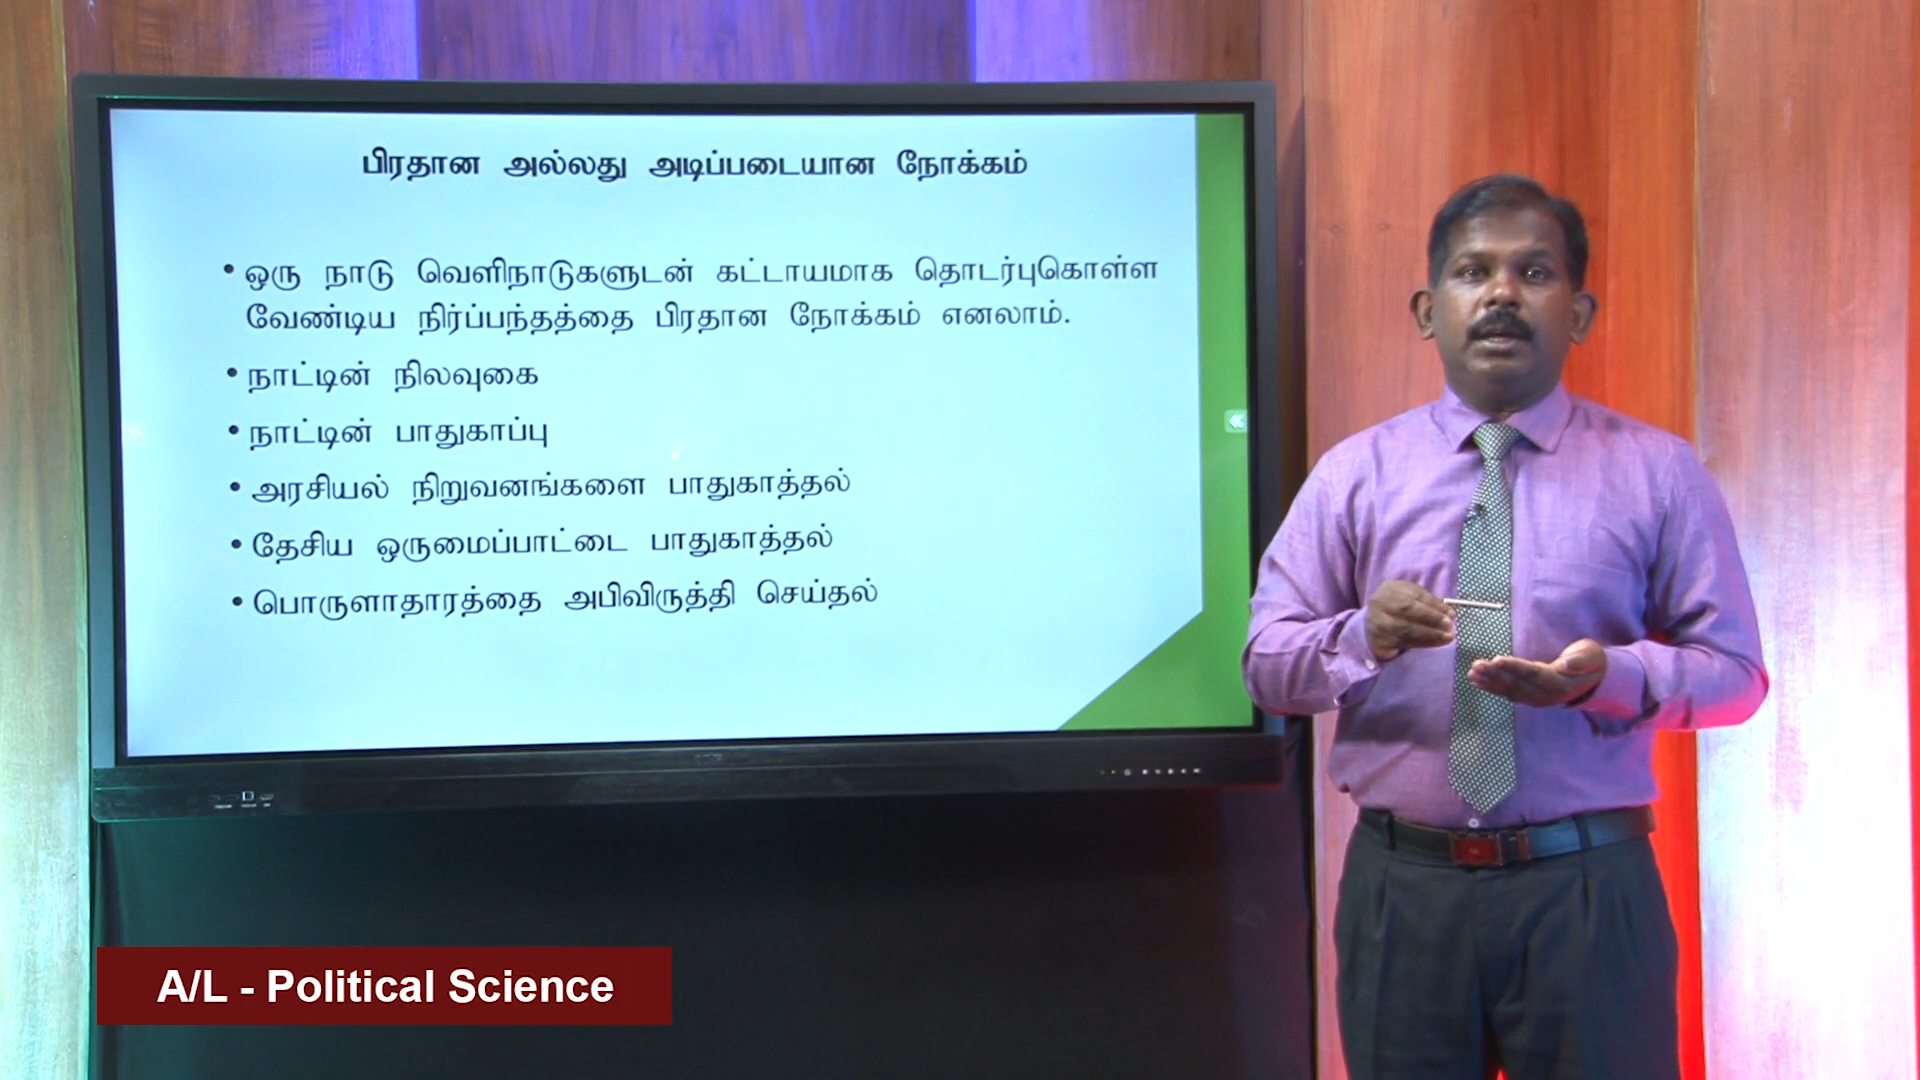 பிரதான அல்லது அடிப்படையான நோக்கம்
• ஒரு நாடு வெளிநாடுகளுடன் கட்டாயமாக தொடர்புகொள்ள
வேண்டிய நிர்ப்பந்தத்தை பிரதான நோக்கம் எனலாம்.
• நாட்டின் நிலவுகை
• நாட்டின் பாதுகாப்பு
• அரசியல் நிறுவனங்களை பாதுகாத்தல்
• தேசிய ஒருமைப்பாட்டை பாதுகாத்தல்
• பொருளாதாரத்தை அபிவிருத்தி செய்தல்
A/L - Political Science